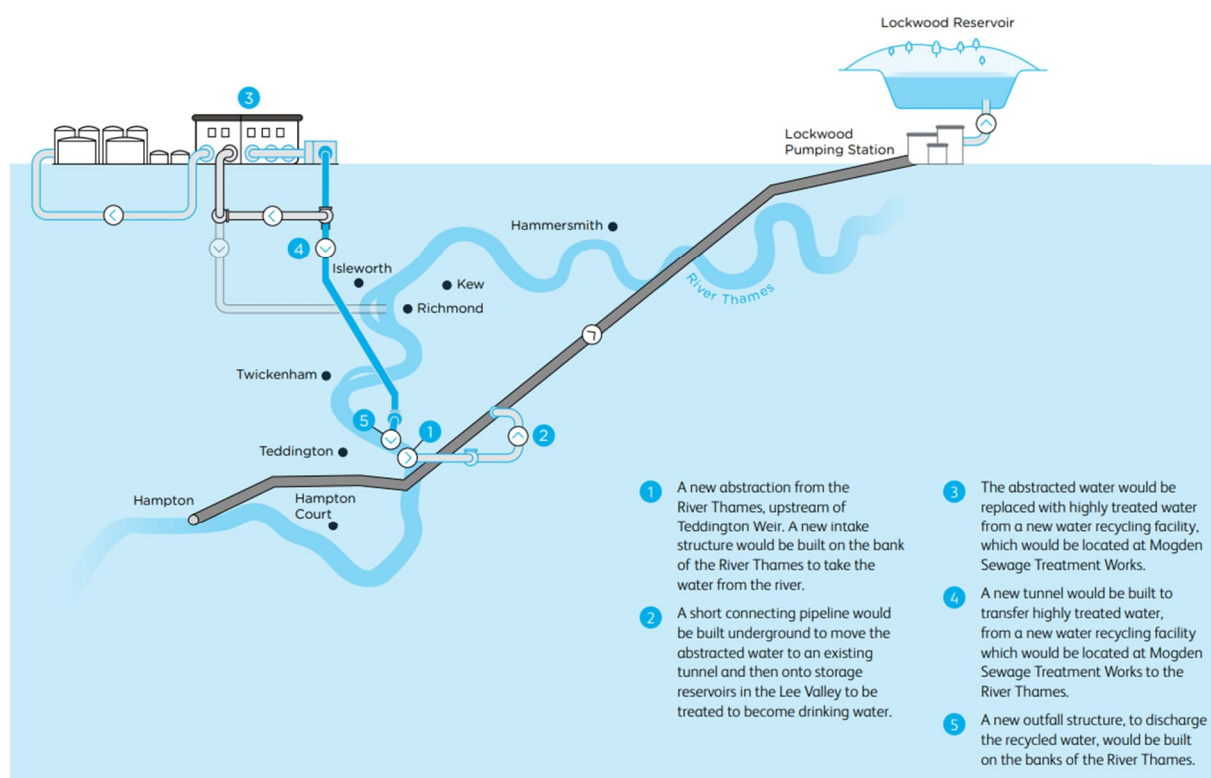 Lockwood Reservoir
3
Lockwood
Pumping Station
Hammersmith
4
Isleworth
Kew
Richmond
River Thames
Twickenham
5
1
2
Teddington
Hampton
Hampton
Court
1
A new abstraction from the
River Thames, upstream of
Teddington Weir. A new intake
structure would be built on the bank
of the River Thames to take the
water from the river.
2
A short connecting pipeline would
be built underground to move the
abstracted water to an existing
tunnel and then onto storage
reservoirs in the Lee Valley to be
treated to become drinking water.
3
The abstracted water would be
replaced with highly treated water
from a new water recycling facility,
which would be located at Mogden
Sewage Treatment Works.
4
A new tunnel would be built to
transfer highly treated water,
from a new water recycling facility
which would be located at Mogden
Sewage Treatment Works to the
River Thames.
5
A new outfall structure, to discharge
the recycled water, would be built
on the banks of the River Thames.